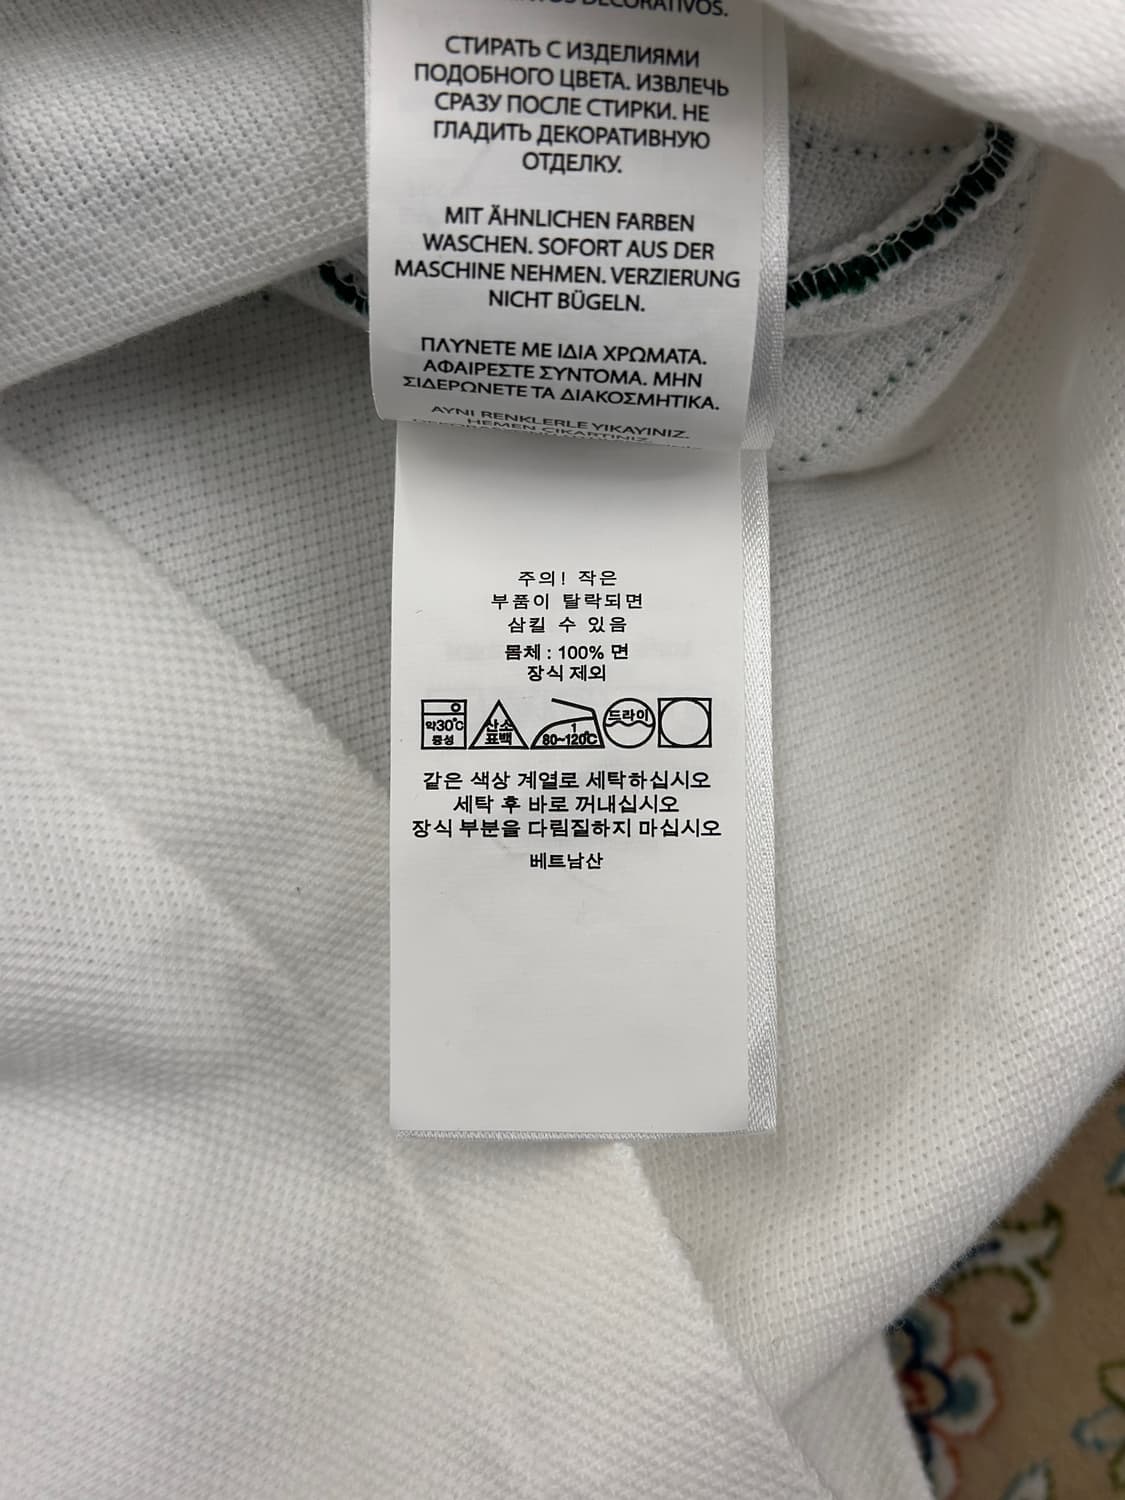 DECORATIVOS.
СТИРАТЬ С ИЗДЕЛИЯМИ
ПОДОБНОГО ЦВЕТА. ИЗВЛЕЧЬ
СРАЗУ ПОСЛЕ СТИРКИ. НЕ
ГЛАДИТЬ ДЕКОРАТИВНУЮ
ОТДЕЛКУ.
MIT ÄHNLICHEN FARBEN
WASCHEN. SOFORT AUS DER
MASCHINE NEHMEN. VERZIERUNG
NICHT BÜGELN.
ΠΛΥΝΕΤΕ ΜΕ ΙΔΙΑ ΧΡΩΜΑΤΑ.
ΑΦΑΙΡΕΣΤΕ ΣΥΝΤΟΜΑ. ΜΗΝ
ΣΙΔΕΡΩΝΕΤΕ ΤΑ ΔΙΑΚΟΣΜΗΤΙΚΑ.
AYNI RENKLERLE YIKAYINIZ.
HEMEN ÇIKARTINIZ.
주의! 작은
부품이 탈락되면
삼킬 수 있음
몸체 : 100% 면
장식 제외
약30℃ 중성 산소 표백 1 80~120℃ 드라이
같은 색상 계열로 세탁하십시오
세탁 후 바로 꺼내십시오
장식 부분을 다림질하지 마십시오
베트남산